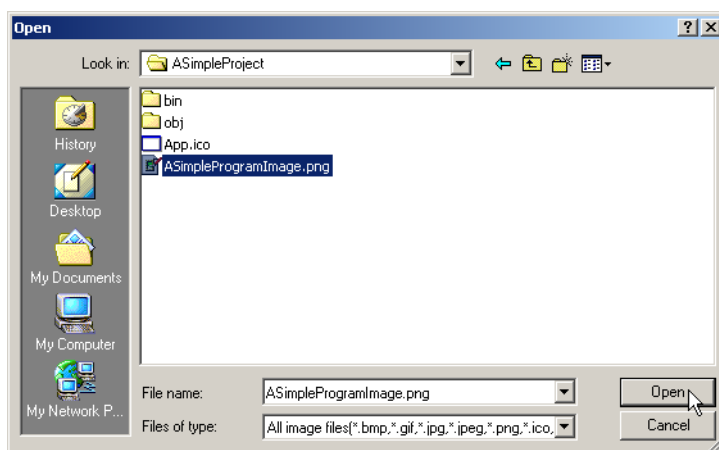 Open
Look in: ASimpleProject
History
Desktop
My Documents
My Computer
My Network P...
bin
obj
App.ico
ASimpleProgramImage.png
File name: ASimpleProgramImage.png Open
Files of type: All image files(*.bmp,*.gif,*.jpg,*.jpeg,*.png,*.ico, Cancel